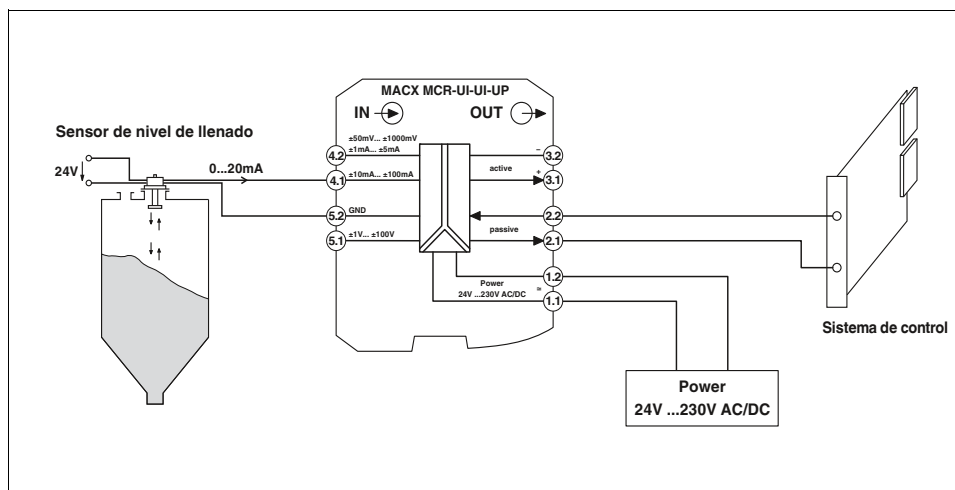 MACX MCR-UI-UI-UP
IN
OUT
Sensor de nivel de llenado
24V
0...20mA
±50mV... ±1000mV
±1mA... ±5mA
4.2
4.1
±10mA... ±100mA
5.2
GND
5.1
±1V... ±100V
–
3.2
active
+
3.1
2.2
passive
2.1
1.2
Power
24V ...230V AC/DC
≅
1.1
Sistema de control
Power
24V ...230V AC/DC